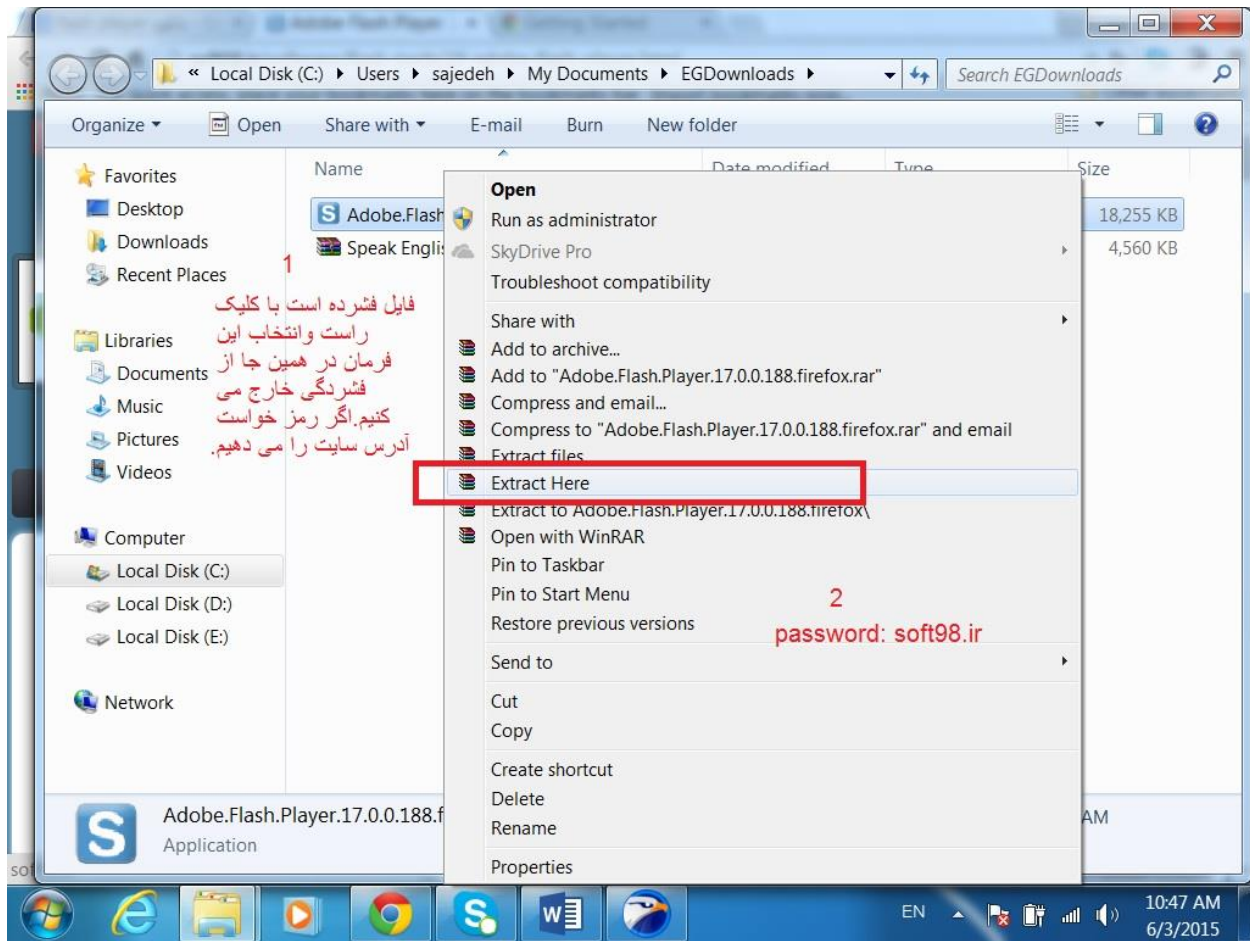 « Local Disk (C:) ▸ Users ▸ sajedeh ▸ My Documents ▸ EGDownloads ▸
Search EGDownloads
Organize ▾ Open Share with ▾ E-mail Burn New folder
Name Date modified Type Size
Favorites
Desktop
Downloads
Recent Places
Libraries
Documents
Music
Pictures
Videos
Computer
Local Disk (C:)
Local Disk (D:)
Local Disk (E:)
Network
Adobe.Flash 18,255 KB
Speak Englis 4,560 KB
1
فایل فشرده است با کلیک
راست وانتخاب این
فرمان در همین جا از
فشردگی خارج می
کنیم.اگر رمز خواست
آدرس سایت را می دهیم.
Open
Run as administrator
SkyDrive Pro
Troubleshoot compatibility
Share with
Add to archive...
Add to "Adobe.Flash.Player.17.0.0.188.firefox.rar"
Compress and email...
Compress to "Adobe.Flash.Player.17.0.0.188.firefox.rar" and email
Extract files
Extract Here
Extract to Adobe.Flash.Player.17.0.0.188.firefox\
Open with WinRAR
Pin to Taskbar
Pin to Start Menu
Restore previous versions
Send to
Cut
Copy
Create shortcut
Delete
Rename
Properties
2
password: soft98.ir
Adobe.Flash.Player.17.0.0.188.f AM
Application
EN
10:47 AM
6/3/2015